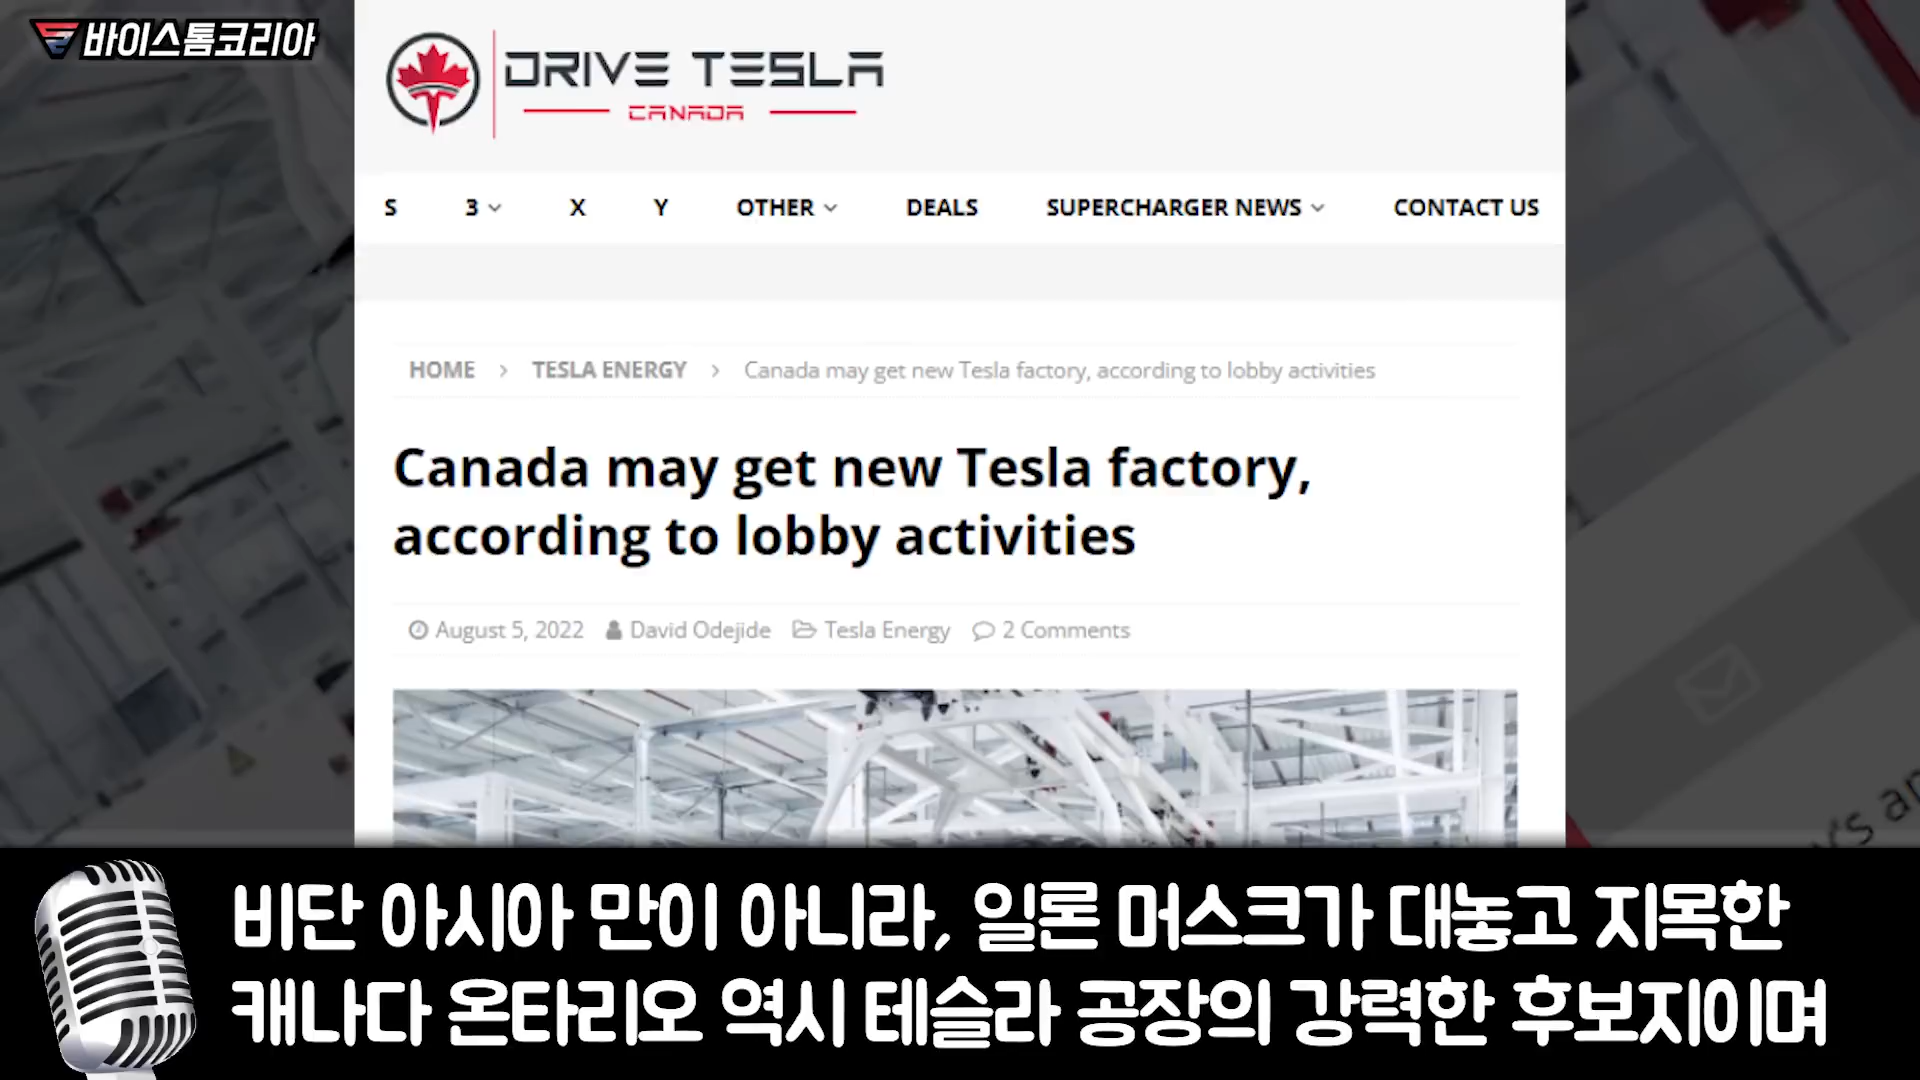 바이스톰코리아
DRIVE TESLA
CANADA
S 3 X Y OTHER DEALS SUPERCHARGER NEWS CONTACT US
HOME > TESLA ENERGY > Canada may get new Tesla factory, according to lobby activities
Canada may get new Tesla factory,
according to lobby activities
August 5, 2022 David Odejide Tesla Energy 2 Comments
비단 아시아 만이 아니라, 일론 머스크가 대놓고 지목한
캐나다 온타리오 역시 테슬라 공장의 강력한 후보지이며